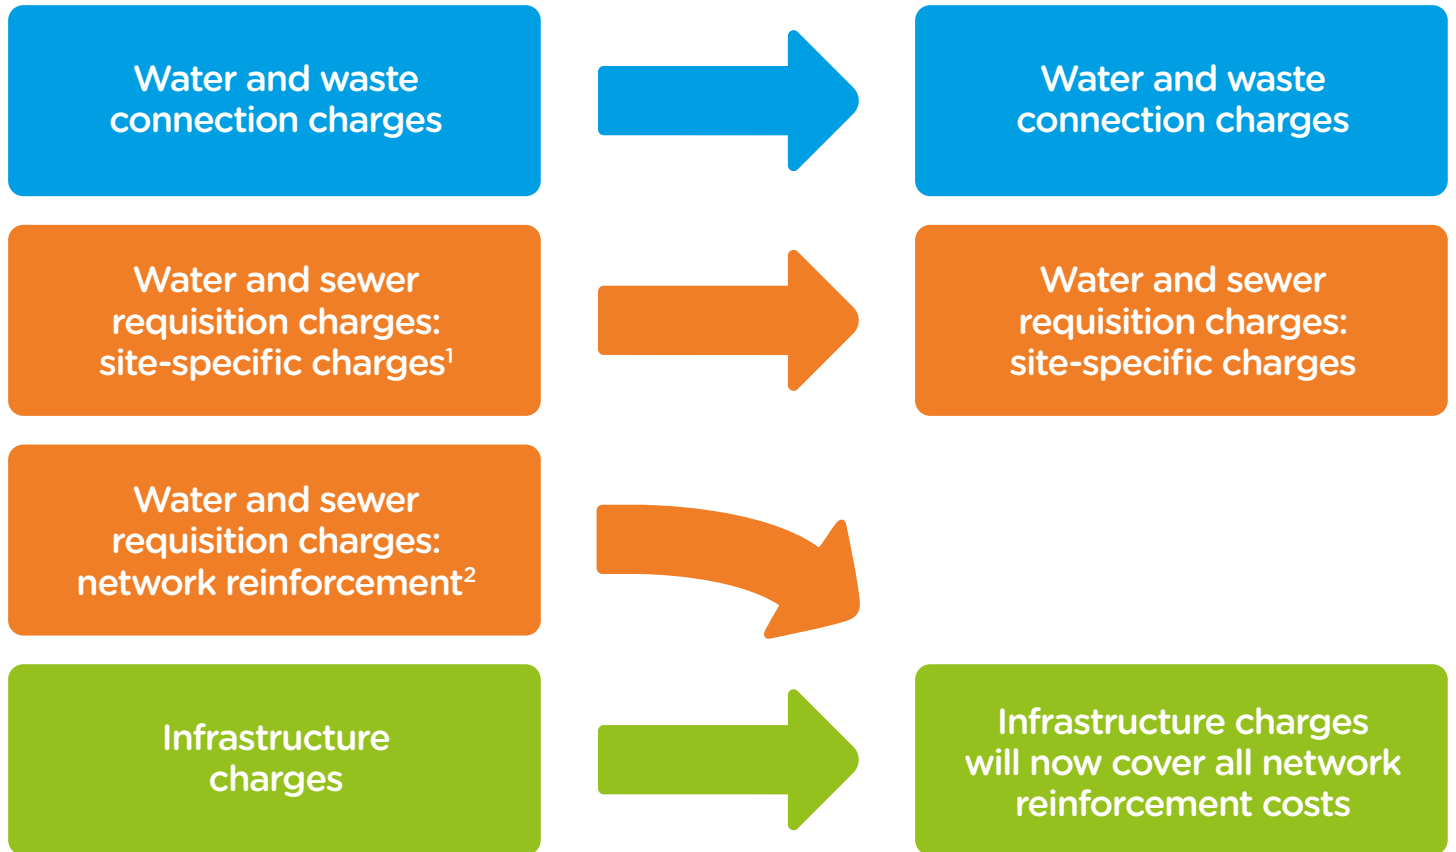 Water and waste
connection charges
Water and waste
connection charges
Water and sewer
requisition charges:
site-specific charges¹
Water and sewer
requisition charges:
site-specific charges
Water and sewer
requisition charges:
network reinforcement²
Infrastructure
charges
Infrastructure charges
will now cover all network
reinforcement costs